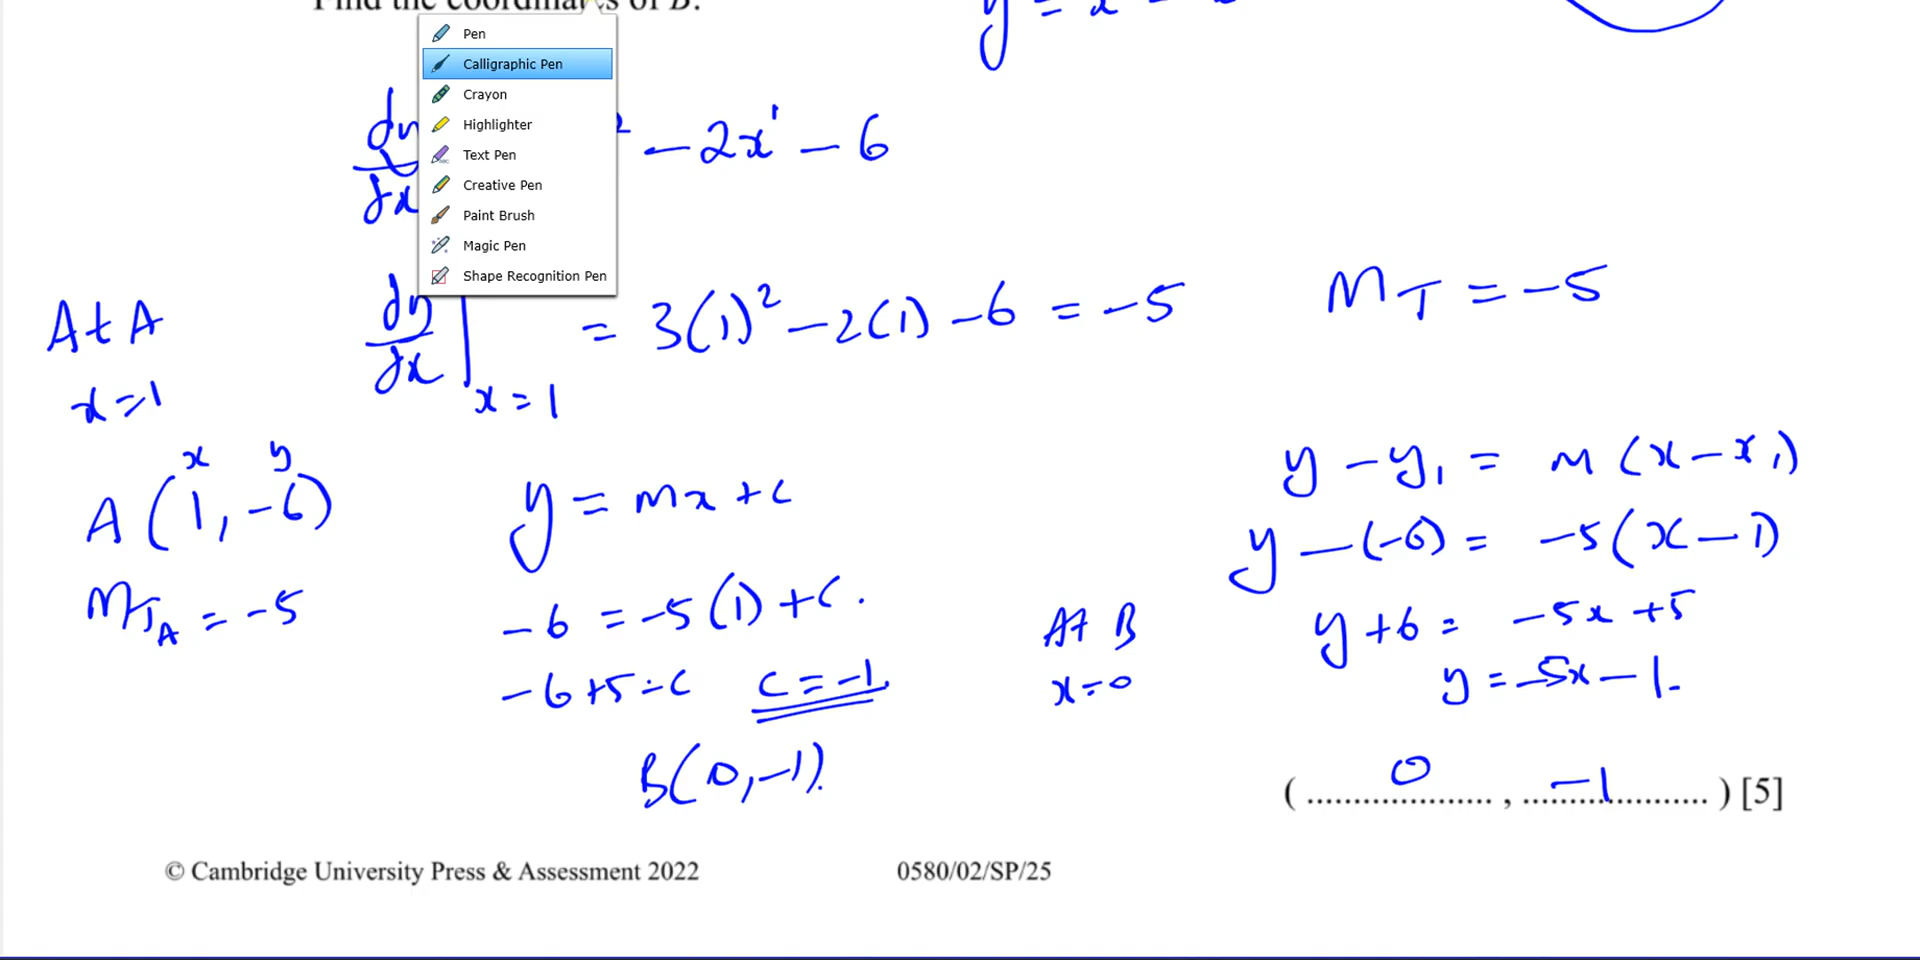 Find the coordinates of B.
y = x
Pen
Calligraphic Pen
Crayon
Highlighter
Text Pen
Creative Pen
Paint Brush
Magic Pen
Shape Recognition Pen
dy/dx 2 - 2x¹ - 6
At A
x=1
dy/dx | x=1 = 3(1)² - 2(1) - 6 = -5
M_T = -5
x y
A (1, -6)
M_T_A = -5
y = mx + c
-6 = -5(1) + c.
-6+5 = c c = -1
B(0, -1).
At B
x=0
y - y₁ = m (x - x₁)
y - (-6) = -5(x - 1)
y + 6 = -5x + 5
y = -5x - 1.
( 0 , -1 ) [5]
© Cambridge University Press & Assessment 2022
0580/02/SP/25